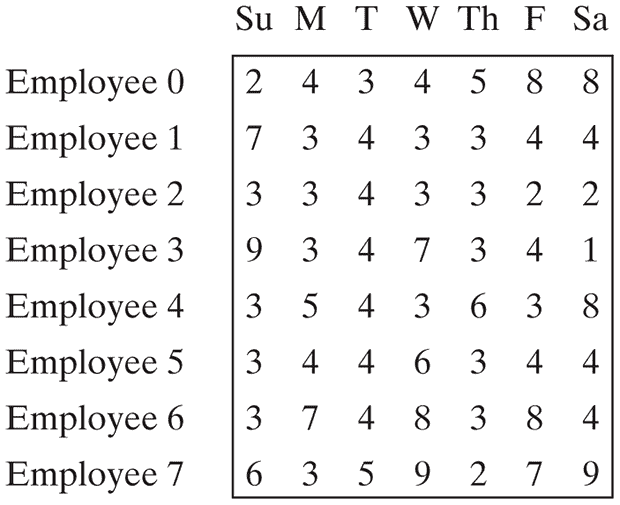 Su M T W Th F Sa
Employee 0 2 4 3 4 5 8 8
Employee 1 7 3 4 3 3 4 4
Employee 2 3 3 4 3 3 2 2
Employee 3 9 3 4 7 3 4 1
Employee 4 3 5 4 3 6 3 8
Employee 5 3 4 4 6 3 4 4
Employee 6 3 7 4 8 3 8 4
Employee 7 6 3 5 9 2 7 9